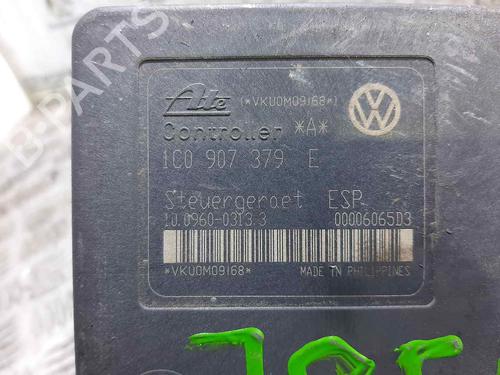 B-PARTS
Ate (*VKU0M09168*)
Controller *A*
1C0 907 379 E
Steuergeraet ESP
10.0960-0313.3 00006065D3
*VKU0M09168* MADE IN PHILIPPINES